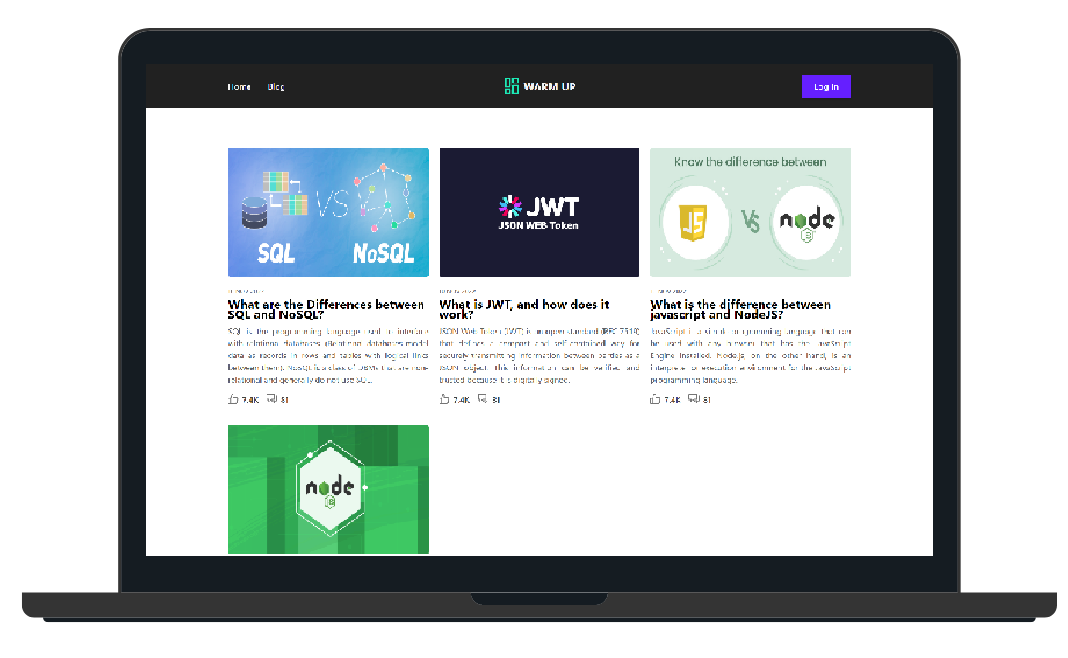 Home Blog WARM UP Log In
SQL VS NoSQL
JWT
JSON WEB Token
Know the difference between
JS VS node
What are the Differences between
SQL and NoSQL?
SQL is the programming language used to interface
with relational databases. (Relational databases model
data as records in rows and tables with logical links
between them). NoSQL is a class of DBMs that are non-
relational and generally do not use SQL.
7.4K 81
What is JWT, and how does it
work?
JSON Web Token (JWT) is an open standard (RFC 7519)
that defines a compact and self-contained way for
securely transmitting information between parties as a
JSON object. This information can be verified and
trusted because it is digitally signed.
7.4K 81
What is the difference between
javascript and NodeJS?
JavaScript is a simple programming language that can
be used with any browser that has the JavaScript
Engine installed. Node.js, on the other hand, is an
interpreter or execution environment for the JavaScript
programming language.
7.4K 81
node
JS